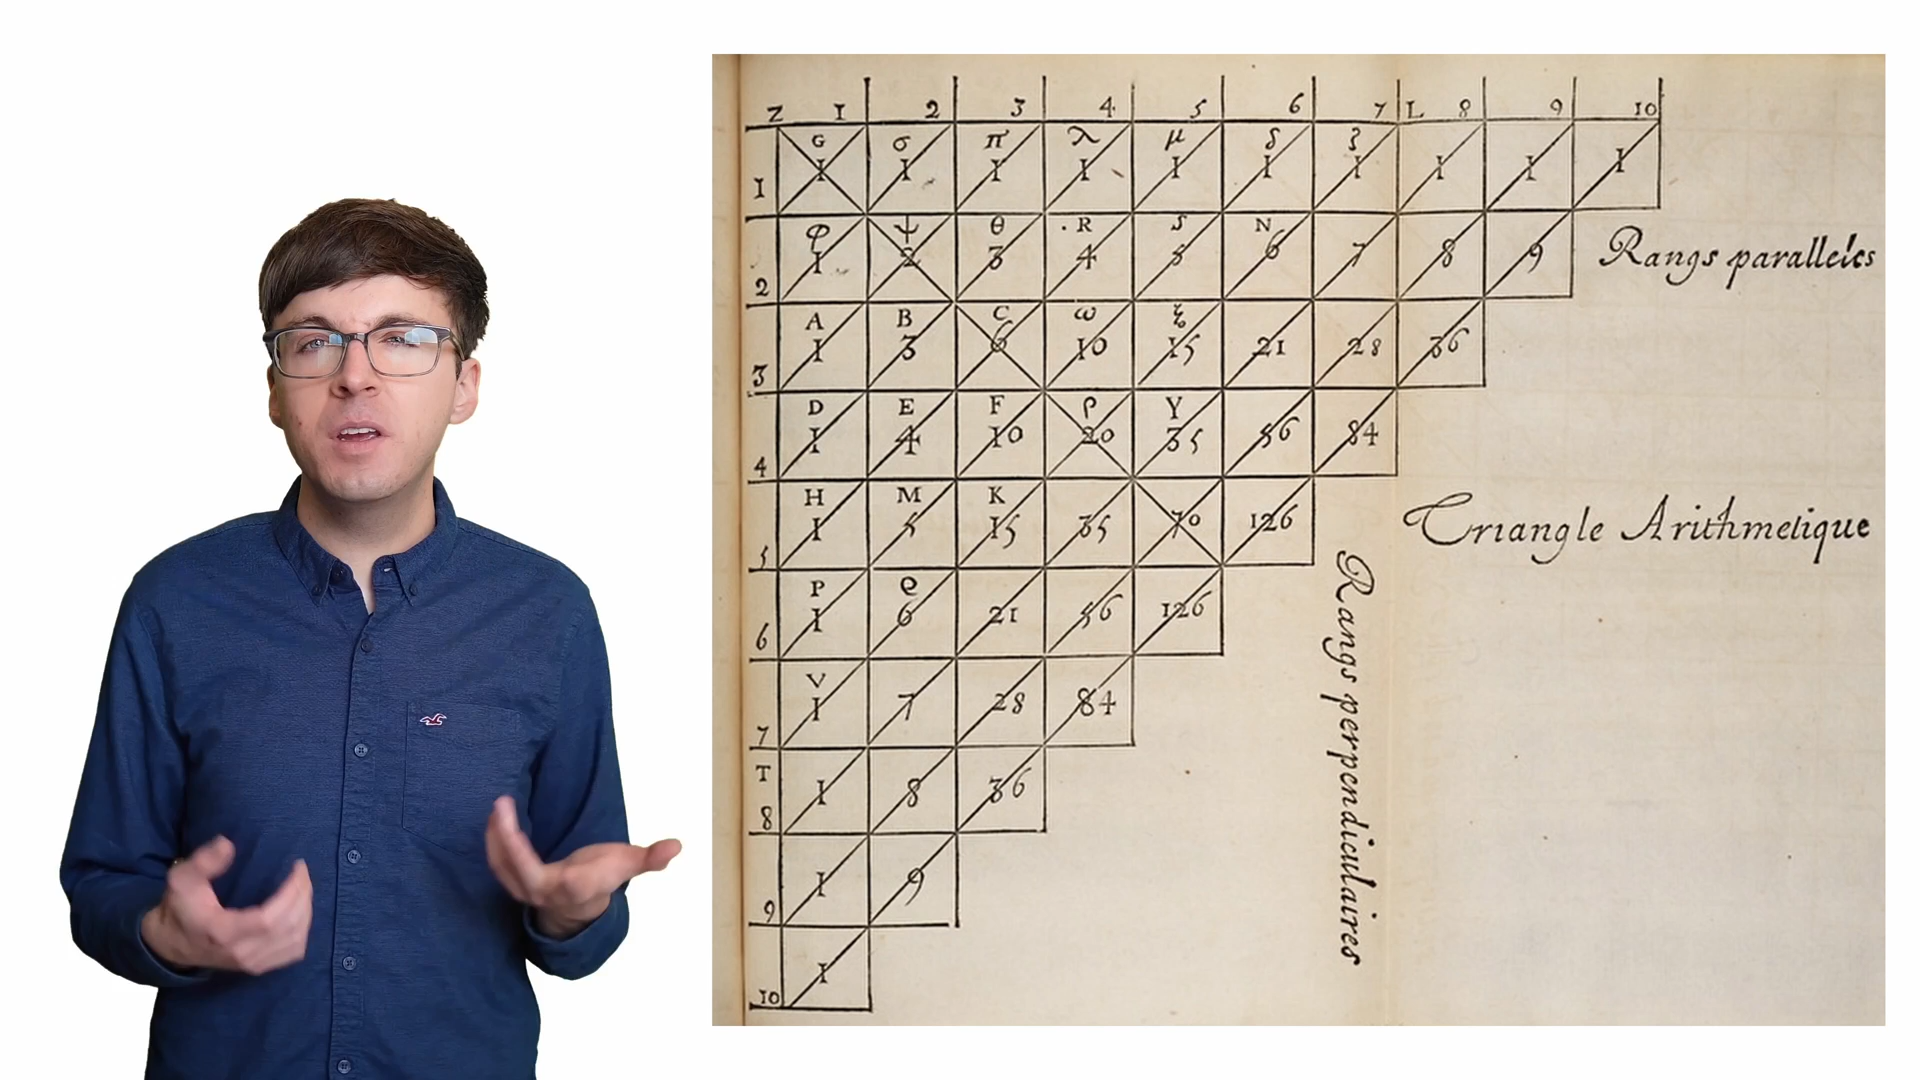 Z 1 2 3 4 5 6 7 L 8 9 10
G σ π λ μ δ ζ
1 1 1 1 1 1 1 1 1 1 1
φ ψ θ R S N
1 2 3 4 5 6 7 8 9
2
Rangs paralleles
A B C ω ξ
1 3 6 10 15 21 28 36
3
D E F ρ Y
1 4 10 20 35 56 84
4
H M K
1 5 15 35 70 126
5
Triangle Arithmetique
P Q
1 6 21 56 126
6
V
1 7 28 84
7
Rangs perpendiculaires
T
1 8 36
8
1 9
9
1
10